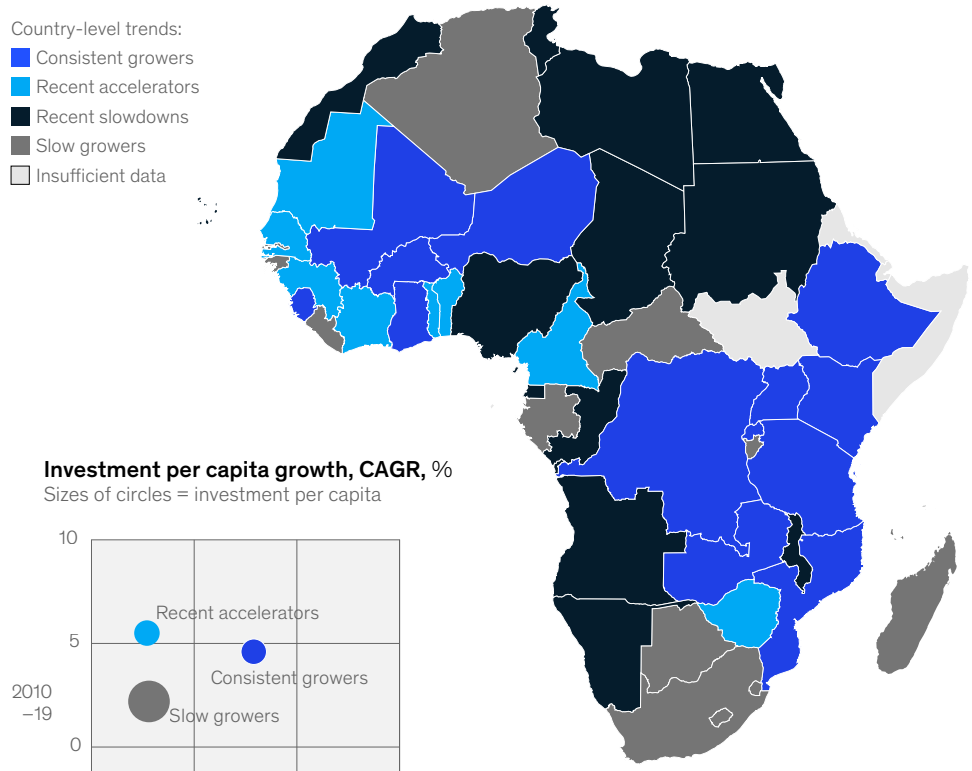 Country-level trends:
Consistent growers
Recent accelerators
Recent slowdowns
Slow growers
Insufficient data
Investment per capita growth, CAGR, %
Sizes of circles = investment per capita
10
Recent accelerators
5
Consistent growers
2010
–19
Slow growers
0